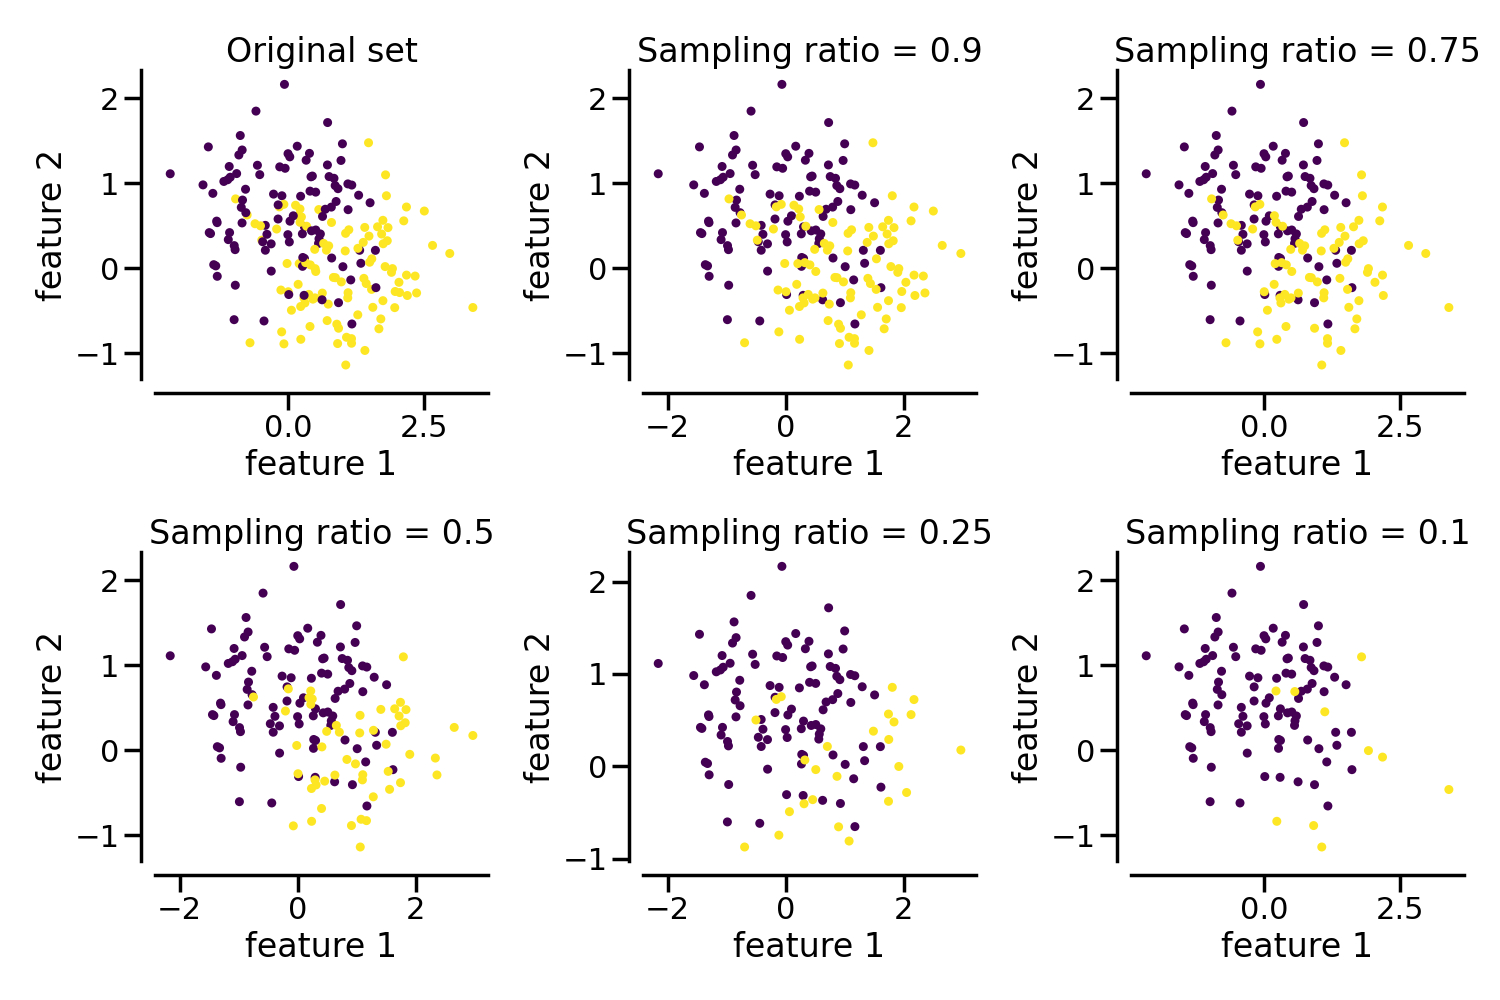 Original set
Sampling ratio = 0.9
Sampling ratio = 0.75
2
1
0
−1
feature 2
0.0
2.5
feature 1
2
1
0
−1
feature 2
−2
0
2
feature 1
2
1
0
−1
feature 2
0.0
2.5
feature 1
Sampling ratio = 0.5
Sampling ratio = 0.25
Sampling ratio = 0.1
2
1
0
−1
feature 2
−2
0
2
feature 1
2
1
0
−1
feature 2
−2
0
2
feature 1
2
1
0
−1
feature 2
0.0
2.5
feature 1